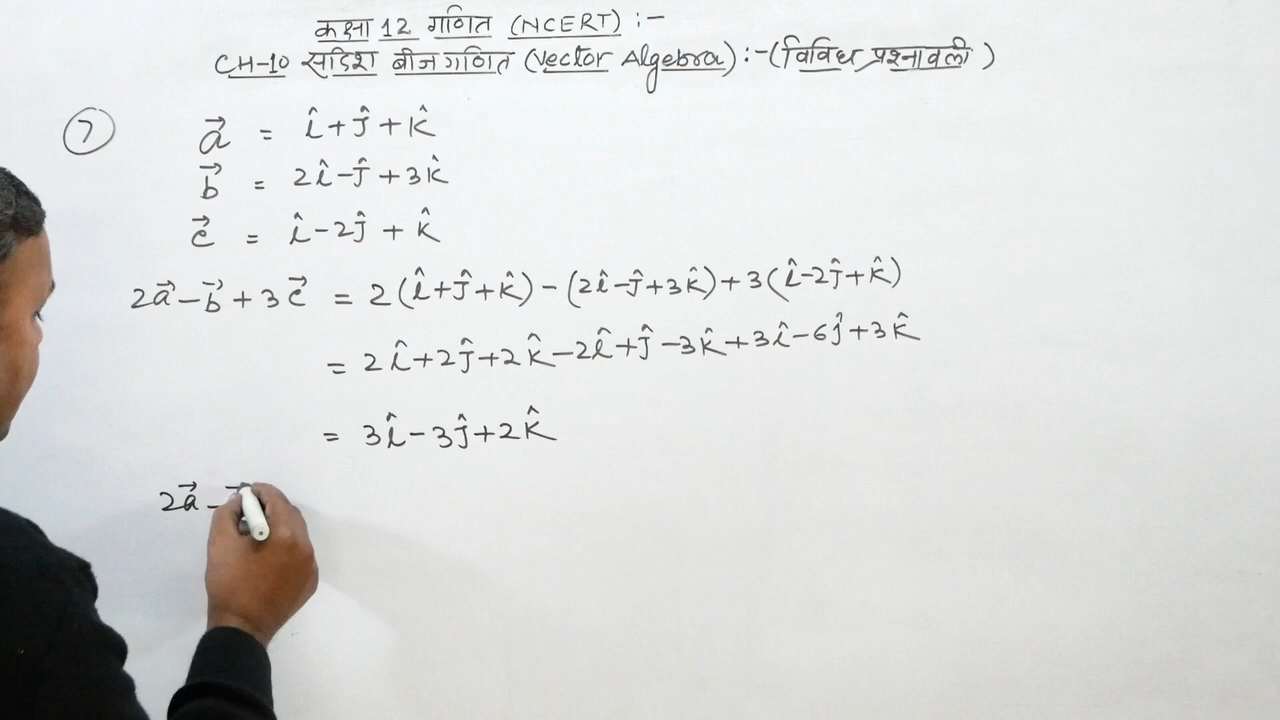 कक्षा 12 गणित (NCERT) :-
CH-10 सदिश बीजगणित (Vector Algebra) :- (विविध प्रश्नावली )
7 a⃗ = î+ĵ+k̂
b⃗ = 2î-ĵ+3k̂
c⃗ = î-2ĵ+k̂
2a⃗-b⃗+3c⃗ = 2(î+ĵ+k̂)-(2î-ĵ+3k̂)+3(î-2ĵ+k̂)
= 2î+2ĵ+2k̂-2î+ĵ-3k̂+3î-6ĵ+3k̂
= 3î-3ĵ+2k̂
2a⃗ -